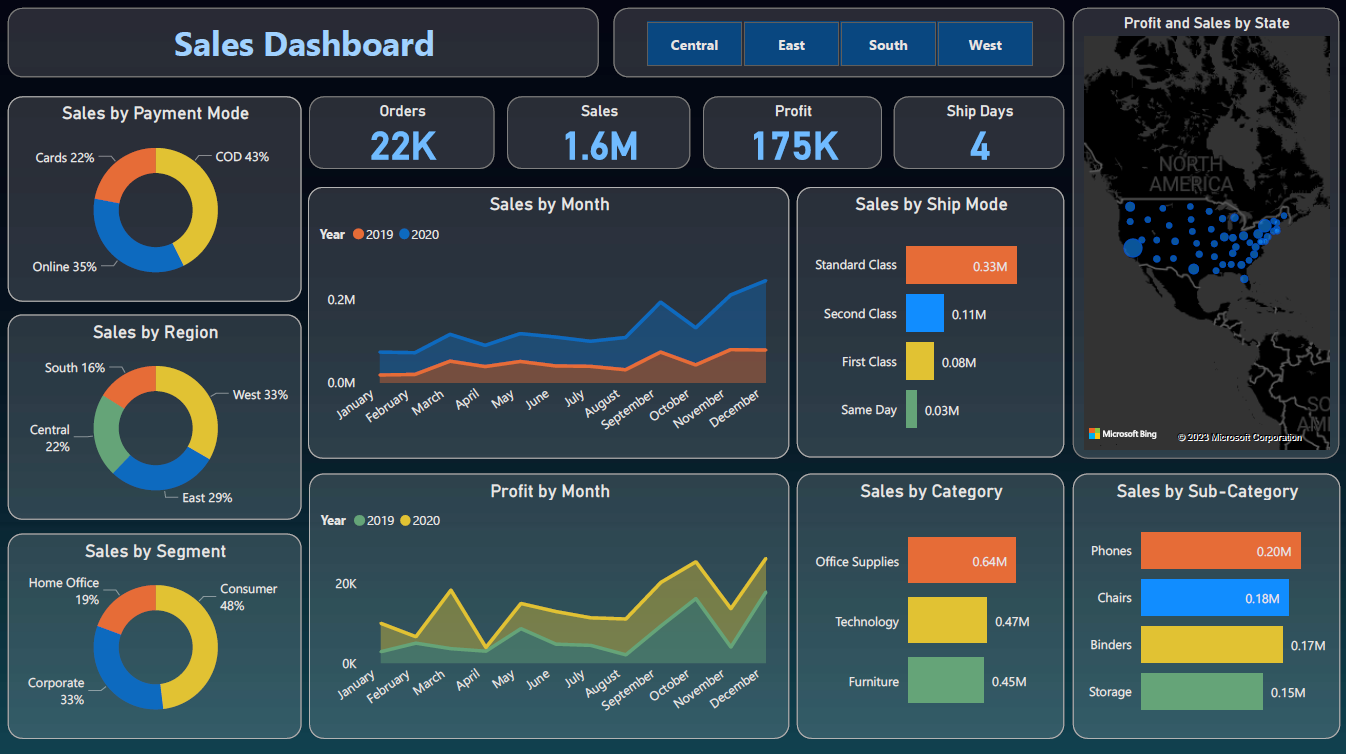 Sales Dashboard
Central
East
South
West
Profit and Sales by State
NORTH
AMERICA
SO
AM
Microsoft Bing
© 2023 Microsoft Corporation
Sales by Payment Mode
Cards 22%
COD 43%
Online 35%
Orders
22K
Sales
1.6M
Profit
175K
Ship Days
4
Sales by Month
Year 2019 2020
0.2M
0.0M
January
February
March
April
May
June
July
August
September
October
November
December
Sales by Ship Mode
Standard Class 0.33M
Second Class 0.11M
First Class 0.08M
Same Day 0.03M
Sales by Region
South 16%
West 33%
Central
22%
East 29%
Sales by Segment
Home Office
19%
Consumer
48%
Corporate
33%
Profit by Month
Year 2019 2020
20K
0K
January
February
March
April
May
June
July
August
September
October
November
December
Sales by Category
Office Supplies 0.64M
Technology 0.47M
Furniture 0.45M
Sales by Sub-Category
Phones 0.20M
Chairs 0.18M
Binders 0.17M
Storage 0.15M